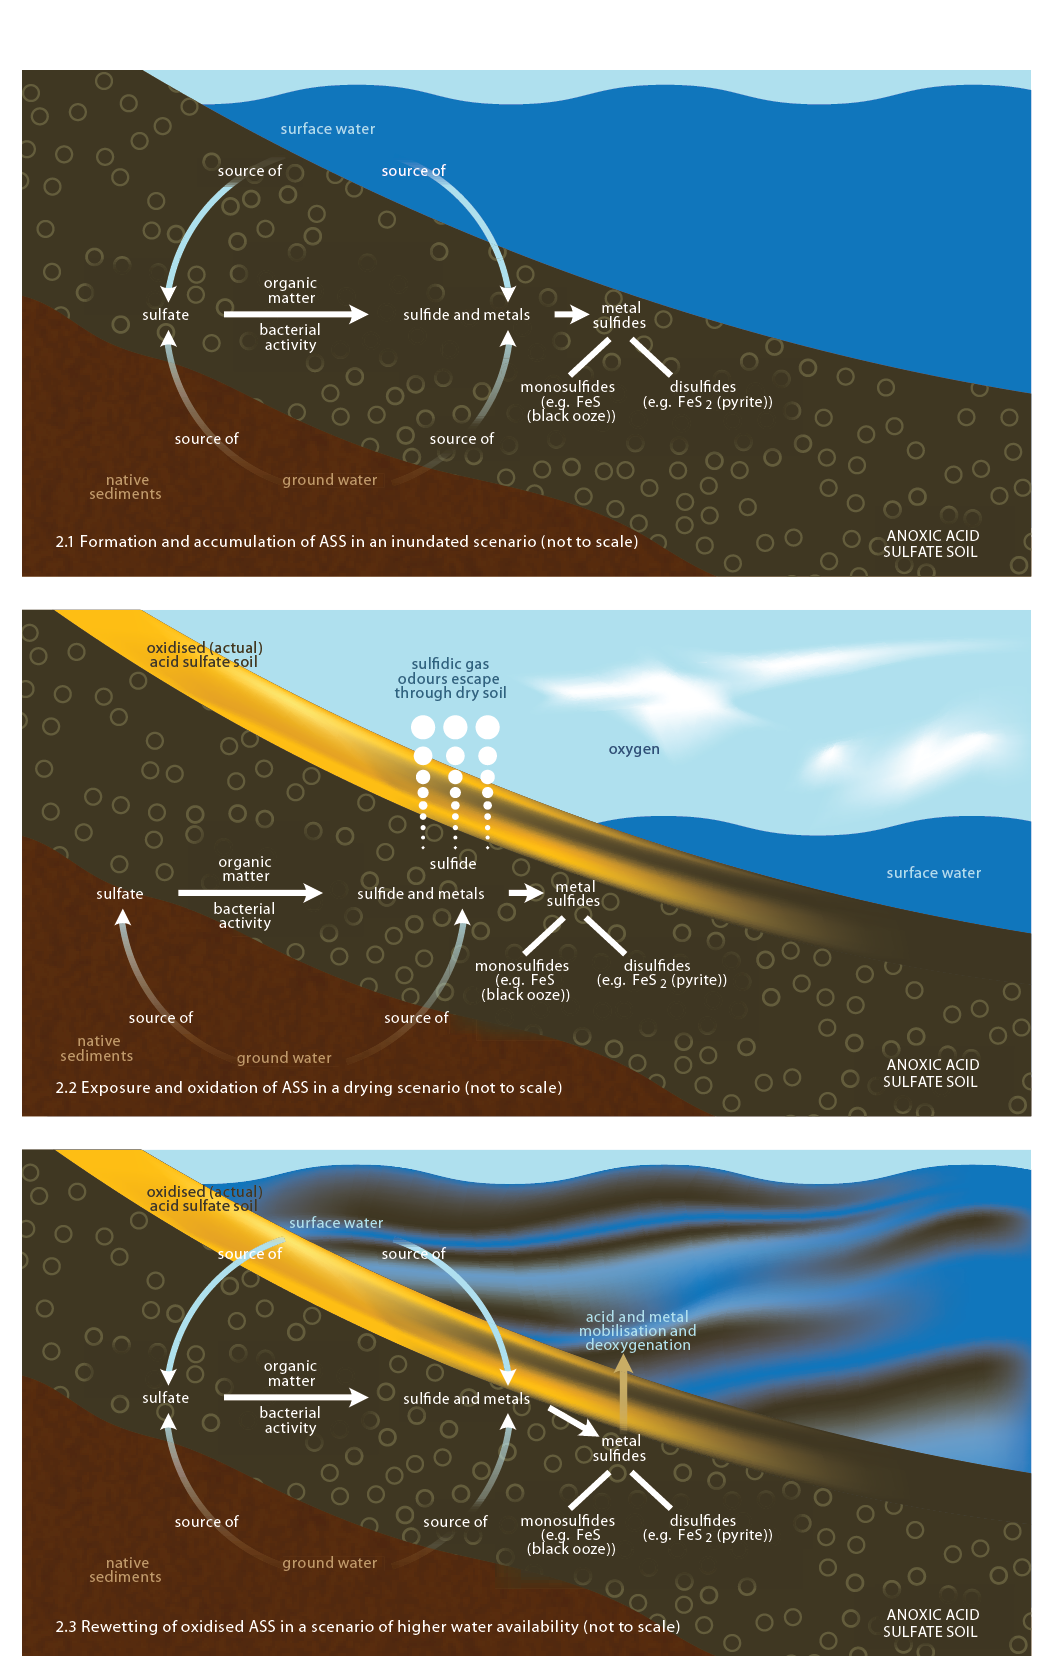 surface water
source of
source of
organic
matter
sulfate
bacterial
activity
sulfide and metals
metal
sulfides
monosulfides
(e.g. FeS
(black ooze))
disulfides
(e.g. FeS 2 (pyrite))
source of
source of
native
sediments
ground water
2.1 Formation and accumulation of ASS in an inundated scenario (not to scale)
ANOXIC ACID
SULFATE SOIL
oxidised (actual)
acid sulfate soil
sulfidic gas
odours escape
through dry soil
oxygen
surface water
sulfide
organic
matter
sulfate
bacterial
activity
sulfide and metals
metal
sulfides
monosulfides
(e.g. FeS
(black ooze))
disulfides
(e.g. FeS 2 (pyrite))
source of
source of
native
sediments
ground water
2.2 Exposure and oxidation of ASS in a drying scenario (not to scale)
ANOXIC ACID
SULFATE SOIL
oxidised (actual)
acid sulfate soil
surface water
source of
source of
acid and metal
mobilisation and
deoxygenation
organic
matter
sulfate
bacterial
activity
sulfide and metals
metal
sulfides
monosulfides
(e.g. FeS
(black ooze))
disulfides
(e.g. FeS 2 (pyrite))
source of
source of
native
sediments
ground water
2.3 Rewetting of oxidised ASS in a scenario of higher water availability (not to scale)
ANOXIC ACID
SULFATE SOIL